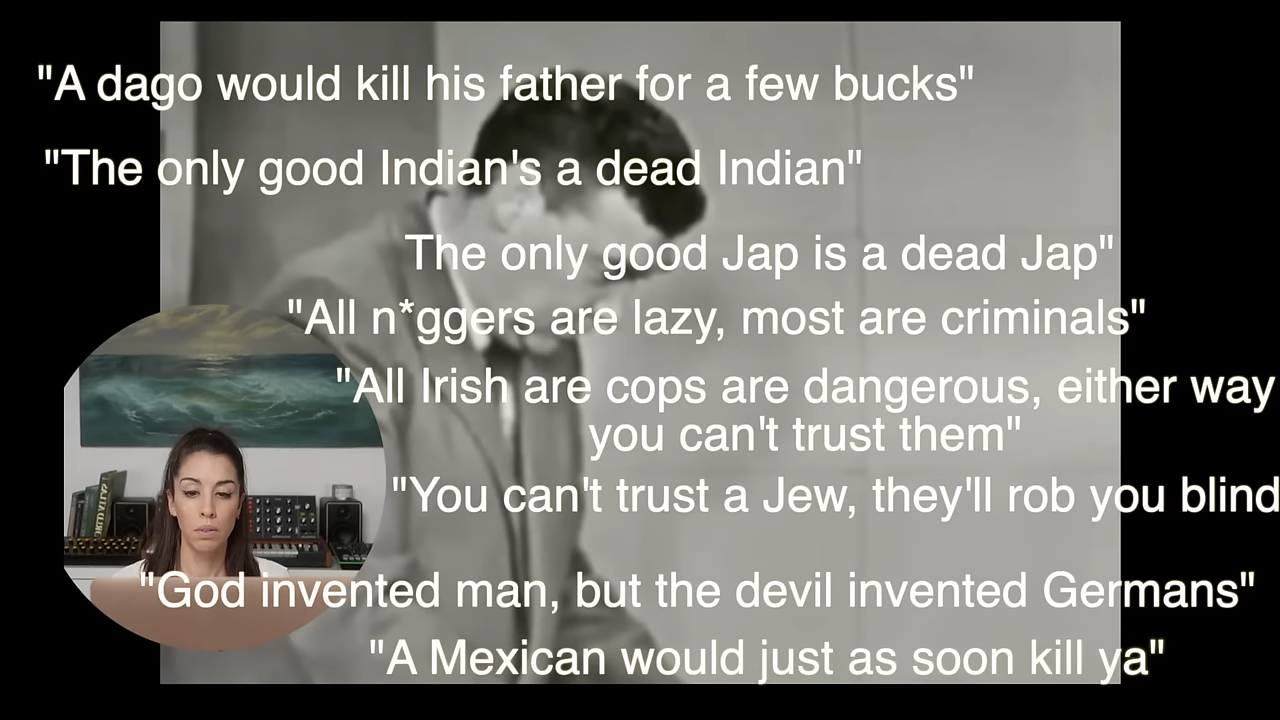 "A dago would kill his father for a few bucks"
"The only good Indian's a dead Indian"
The only good Jap is a dead Jap"
"All n*ggers are lazy, most are criminals"
"All Irish are cops are dangerous, either way
you can't trust them"
"You can't trust a Jew, they'll rob you blind
"God invented man, but the devil invented Germans"
"A Mexican would just as soon kill ya"